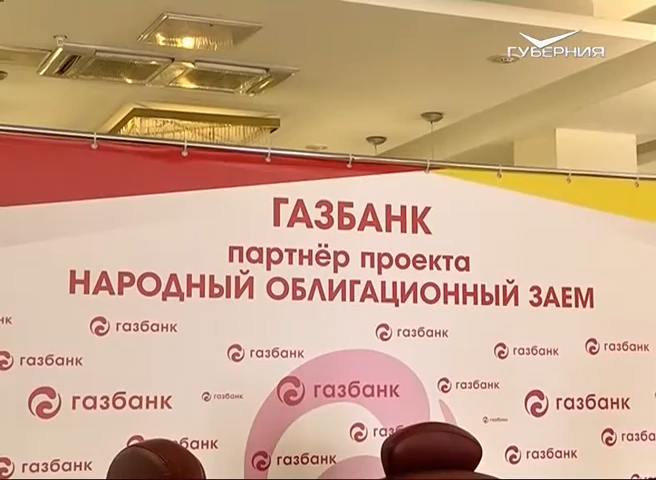 ГУБЕРНИЯ
ГАЗБАНК
партнёр проекта
НАРОДНЫЙ ОБЛИГАЦИОННЫЙ ЗАЕМ
газбанк газбанк газбанк
газбанк газбанк газбанк газбанк
газбанк газбанк газбанк газбанк газбанк
газбанк
газбанк газбанк газбанк